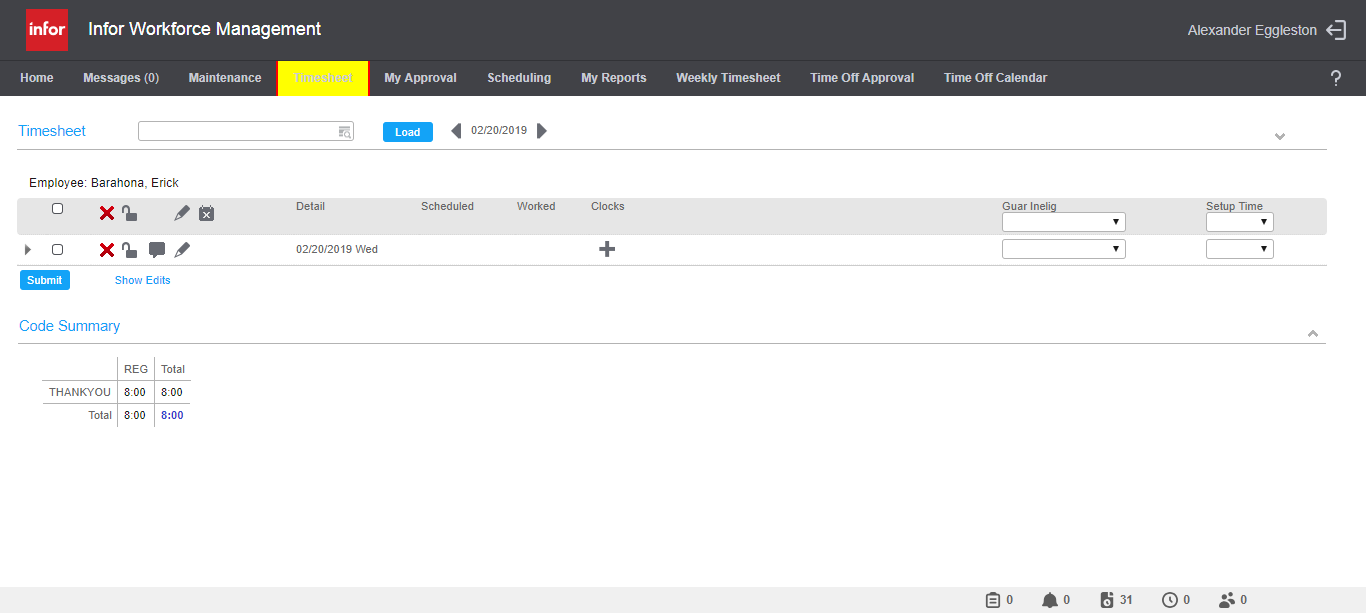 infor Infor Workforce Management Alexander Eggleston
Home Messages (0) Maintenance Timesheet My Approval Scheduling My Reports Weekly Timesheet Time Off Approval Time Off Calendar ?
Timesheet Load 02/20/2019
Employee: Barahona, Erick
Detail Scheduled Worked Clocks Guar Inelig Setup Time
02/20/2019 Wed
Submit Show Edits
Code Summary
REG Total
THANKYOU 8:00 8:00
Total 8:00 8:00
0 0 31 0 0